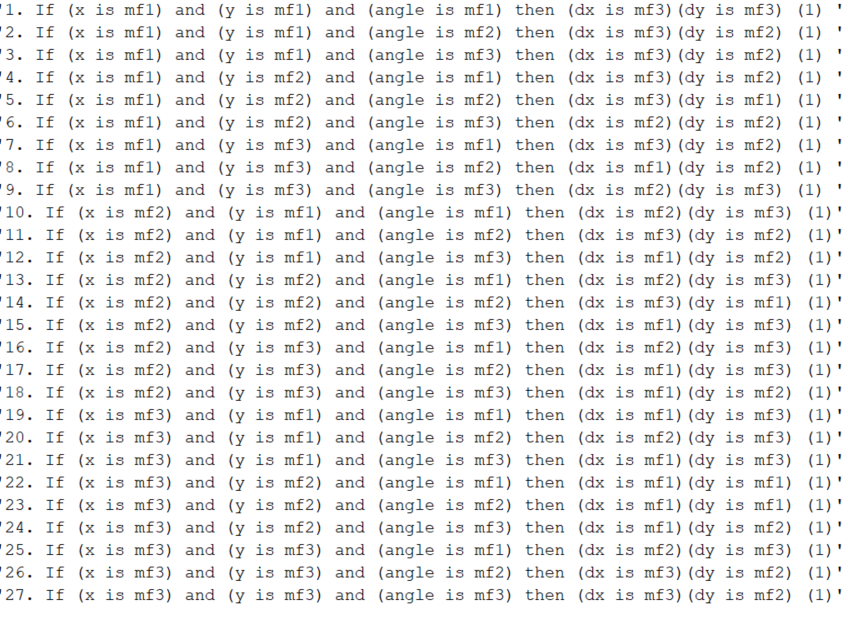 '1. If (x is mf1) and (y is mf1) and (angle is mf1) then (dx is mf3)(dy is mf3) (1) '
'2. If (x is mf1) and (y is mf1) and (angle is mf2) then (dx is mf3)(dy is mf2) (1) '
'3. If (x is mf1) and (y is mf1) and (angle is mf3) then (dx is mf3)(dy is mf2) (1) '
'4. If (x is mf1) and (y is mf2) and (angle is mf1) then (dx is mf3)(dy is mf2) (1) '
'5. If (x is mf1) and (y is mf2) and (angle is mf2) then (dx is mf3)(dy is mf1) (1) '
'6. If (x is mf1) and (y is mf2) and (angle is mf3) then (dx is mf2)(dy is mf2) (1) '
'7. If (x is mf1) and (y is mf3) and (angle is mf1) then (dx is mf3)(dy is mf2) (1) '
'8. If (x is mf1) and (y is mf3) and (angle is mf2) then (dx is mf1)(dy is mf2) (1) '
'9. If (x is mf1) and (y is mf3) and (angle is mf3) then (dx is mf2)(dy is mf3) (1) '
'10. If (x is mf2) and (y is mf1) and (angle is mf1) then (dx is mf2)(dy is mf3) (1)'
'11. If (x is mf2) and (y is mf1) and (angle is mf2) then (dx is mf3)(dy is mf2) (1)'
'12. If (x is mf2) and (y is mf1) and (angle is mf3) then (dx is mf1)(dy is mf2) (1)'
'13. If (x is mf2) and (y is mf2) and (angle is mf1) then (dx is mf2)(dy is mf3) (1)'
'14. If (x is mf2) and (y is mf2) and (angle is mf2) then (dx is mf3)(dy is mf1) (1)'
'15. If (x is mf2) and (y is mf2) and (angle is mf3) then (dx is mf1)(dy is mf3) (1)'
'16. If (x is mf2) and (y is mf3) and (angle is mf1) then (dx is mf2)(dy is mf3) (1)'
'17. If (x is mf2) and (y is mf3) and (angle is mf2) then (dx is mf1)(dy is mf3) (1)'
'18. If (x is mf2) and (y is mf3) and (angle is mf3) then (dx is mf1)(dy is mf2) (1)'
'19. If (x is mf3) and (y is mf1) and (angle is mf1) then (dx is mf1)(dy is mf3) (1)'
'20. If (x is mf3) and (y is mf1) and (angle is mf2) then (dx is mf2)(dy is mf3) (1)'
'21. If (x is mf3) and (y is mf1) and (angle is mf3) then (dx is mf1)(dy is mf3) (1)'
'22. If (x is mf3) and (y is mf2) and (angle is mf1) then (dx is mf1)(dy is mf1) (1)'
'23. If (x is mf3) and (y is mf2) and (angle is mf2) then (dx is mf1)(dy is mf1) (1)'
'24. If (x is mf3) and (y is mf2) and (angle is mf3) then (dx is mf1)(dy is mf2) (1)'
'25. If (x is mf3) and (y is mf3) and (angle is mf1) then (dx is mf2)(dy is mf3) (1)'
'26. If (x is mf3) and (y is mf3) and (angle is mf2) then (dx is mf3)(dy is mf2) (1)'
'27. If (x is mf3) and (y is mf3) and (angle is mf3) then (dx is mf3)(dy is mf2) (1)'